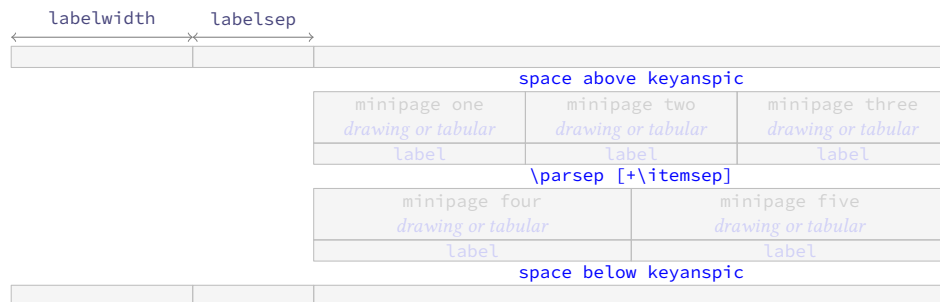 labelwidth labelsep
space above keyanspic
minipage one minipage two minipage three
drawing or tabular drawing or tabular drawing or tabular
label label label
\parsep [+\itemsep]
minipage four minipage five
drawing or tabular drawing or tabular
label label
space below keyanspic